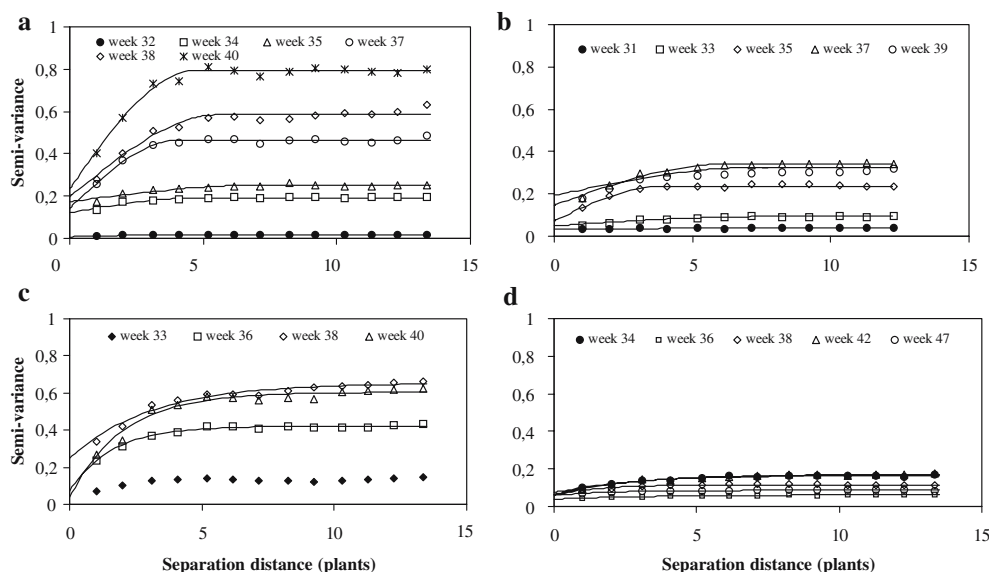 a
1
week 32 week 34 week 35 week 37
week 38 week 40
0,8
0,6
0,4
0,2
0
Semi-variance
0 5 10 15
b
1
week 31 week 33 week 35 week 37 week 39
0,8
0,6
0,4
0,2
0
0 5 10 15
c
1
week 33 week 36 week 38 week 40
0,8
0,6
0,4
0,2
0
Semi-variance
0 5 10 15
Separation distance (plants)
d
1
week 34 week 36 week 38 week 42 week 47
0,8
0,6
0,4
0,2
0
0 5 10 15
Separation distance (plants)